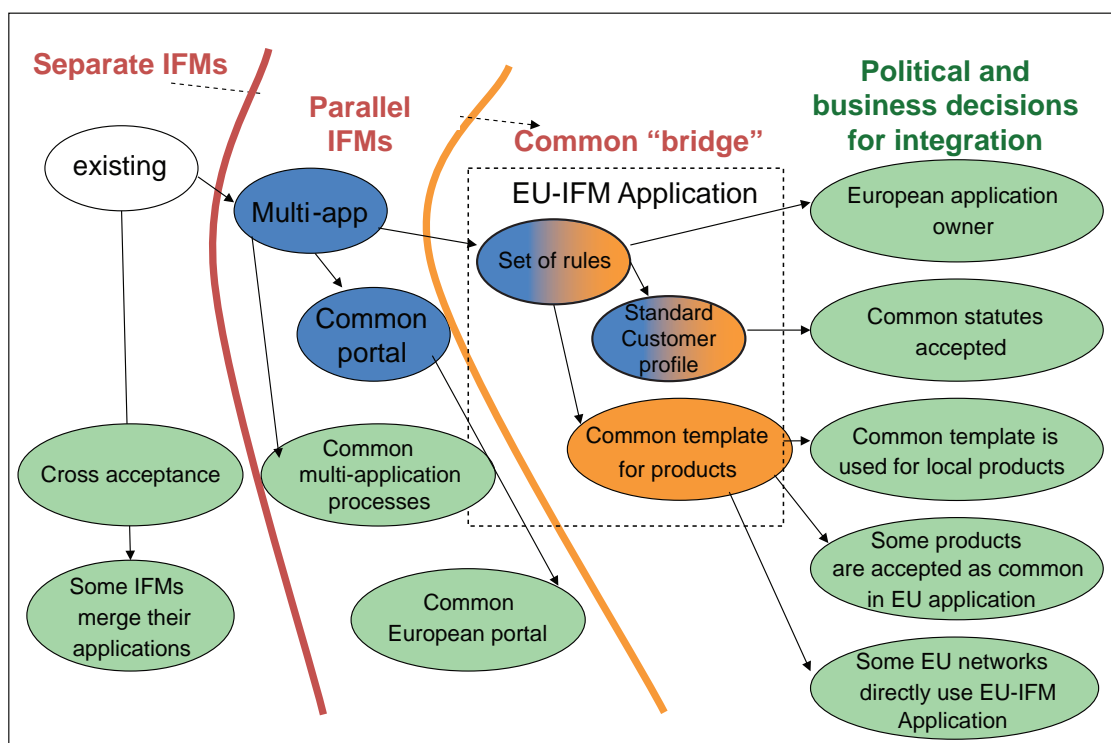 Separate IFMs
Parallel
IFMs
Common “bridge”
Political and
business decisions
for integration
existing
Multi-app
Common
portal
EU-IFM Application
Set of rules
Standard
Customer
profile
Common template
for products
European application
owner
Common statutes
accepted
Common template is
used for local products
Some products
are accepted as common
in EU application
Some EU networks
directly use EU-IFM
Application
Cross acceptance
Some IFMs
merge their
applications
Common
multi-application
processes
Common
European portal